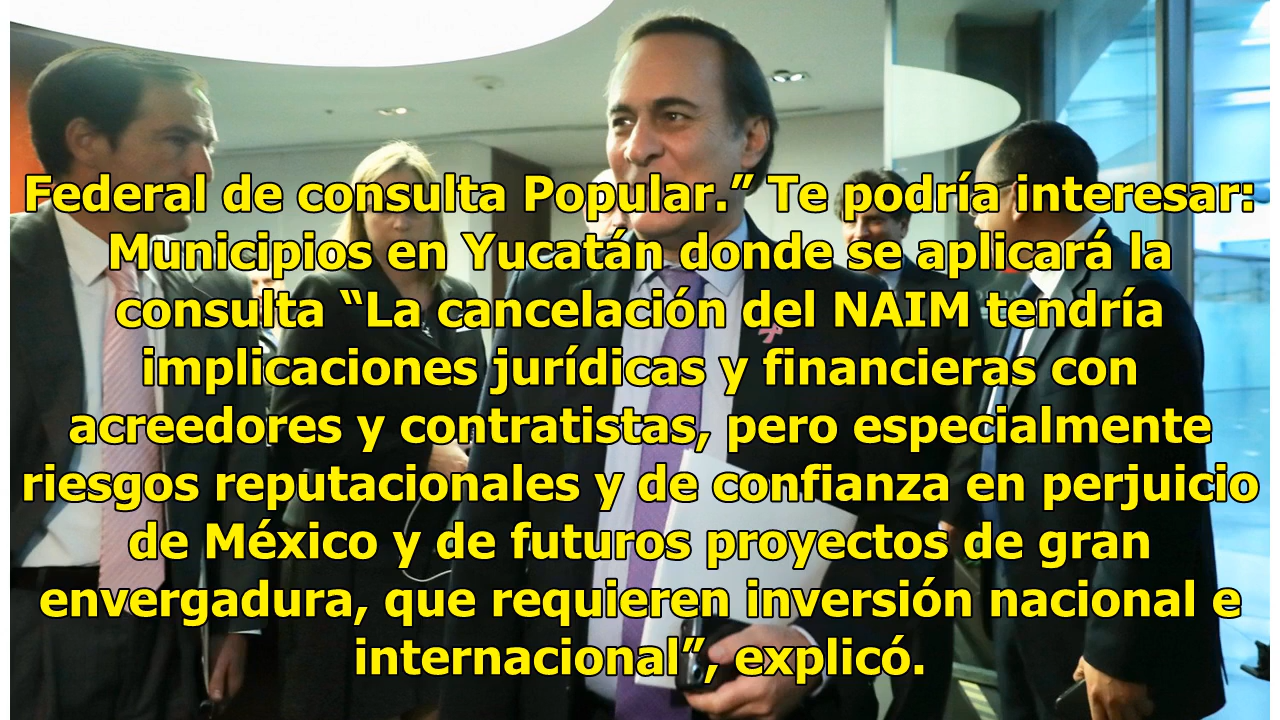 Federal de consulta Popular.” Te podría interesar:
Municipios en Yucatán donde se aplicará la
consulta “La cancelación del NAIM tendría
implicaciones jurídicas y financieras con
acreedores y contratistas, pero especialmente
riesgos reputacionales y de confianza en perjuicio
de México y de futuros proyectos de gran
envergadura, que requieren inversión nacional e
internacional”, explicó.